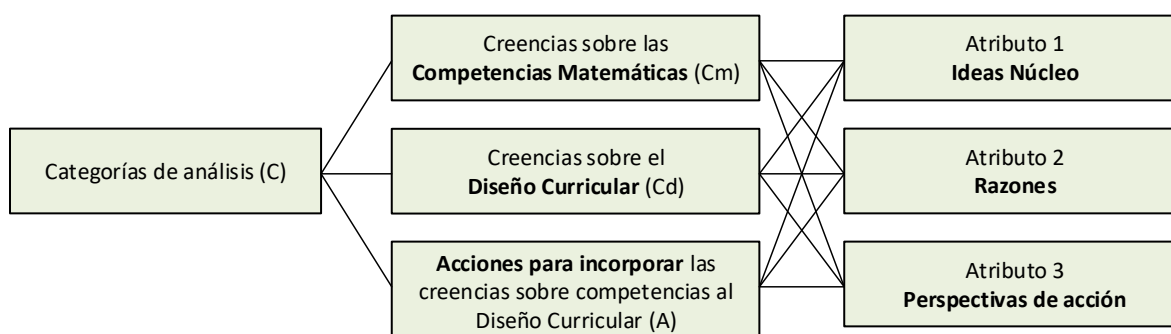 Creencias sobre las
Competencias Matemáticas (Cm)
Atributo 1
Ideas Núcleo
Categorías de análisis (C)
Creencias sobre el
Diseño Curricular (Cd)
Atributo 2
Razones
Acciones para incorporar las
creencias sobre competencias al
Diseño Curricular (A)
Atributo 3
Perspectivas de acción